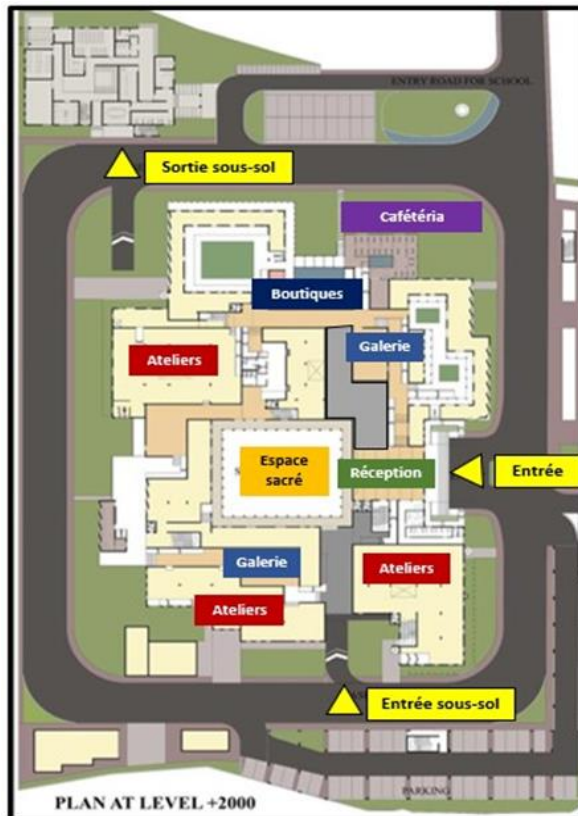 ENTRY ROAD FOR SCHOOL
Sortie sous-sol
Cafétéria
Boutiques
Galerie
Ateliers
Espace
sacré
Réception
Entrée
Galerie
Ateliers
Ateliers
Entrée sous-sol
PARKING
PLAN AT LEVEL +2000